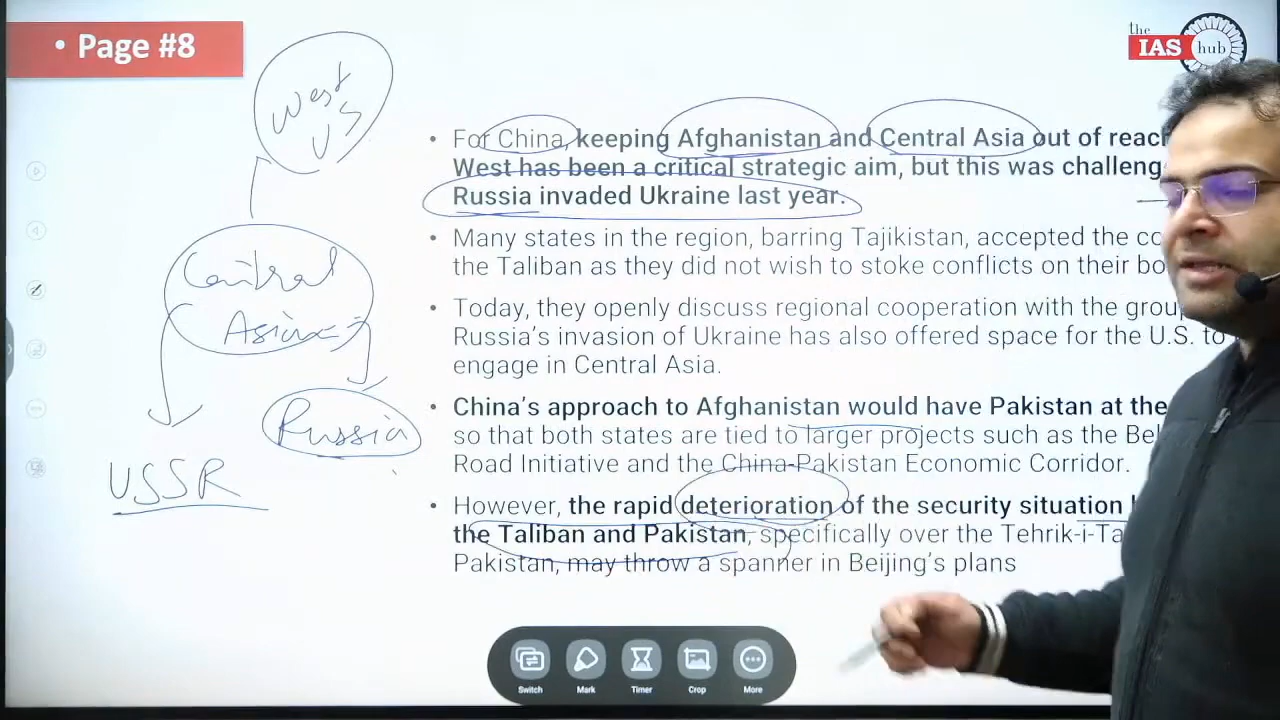 • Page #8
the
IAS hub
West
US
• For China, keeping Afghanistan and Central Asia out of reach
West has been a critical strategic aim, but this was
Russia invaded Ukraine last year.
• Many states in the region, barring Tajikistan, accepted the
the Taliban as they did not wish to stoke conflicts on their
• Today, they openly discuss regional cooperation with the
Russia's invasion of Ukraine has also offered space for the U.S. to
engage in Central Asia.
• China's approach to Afghanistan would have Pakistan at the
so that both states are tied to larger projects such as the
Road Initiative and the China-Pakistan Economic Corridor.
• However, the rapid deterioration of the security situation
the Taliban and Pakistan, specifically over the
Pakistan, may throw a spanner in Beijing's plans
Central
Asia
Russia
USSR
Switch
Mark
Timer
Crop
More